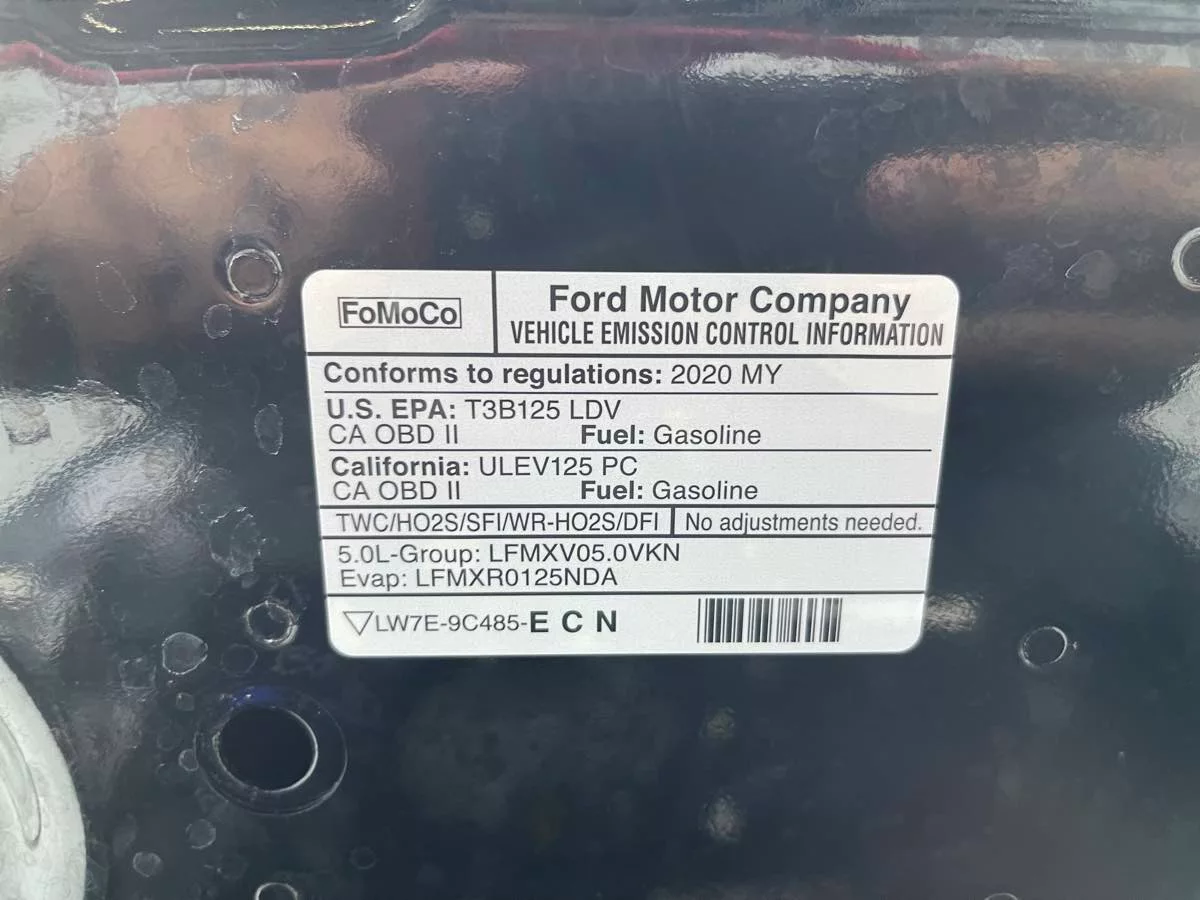 FoMoCo
Ford Motor Company
VEHICLE EMISSION CONTROL INFORMATION
Conforms to regulations: 2020 MY
U.S. EPA: T3B125 LDV
CA OBD II Fuel: Gasoline
California: ULEV125 PC
CA OBD II Fuel: Gasoline
TWC/HO2S/SFI/WR-HO2S/DFI No adjustments needed.
5.0L-Group: LFMXV05.0VKN
Evap: LFMXR0125NDA
LW7E-9C485-E C N